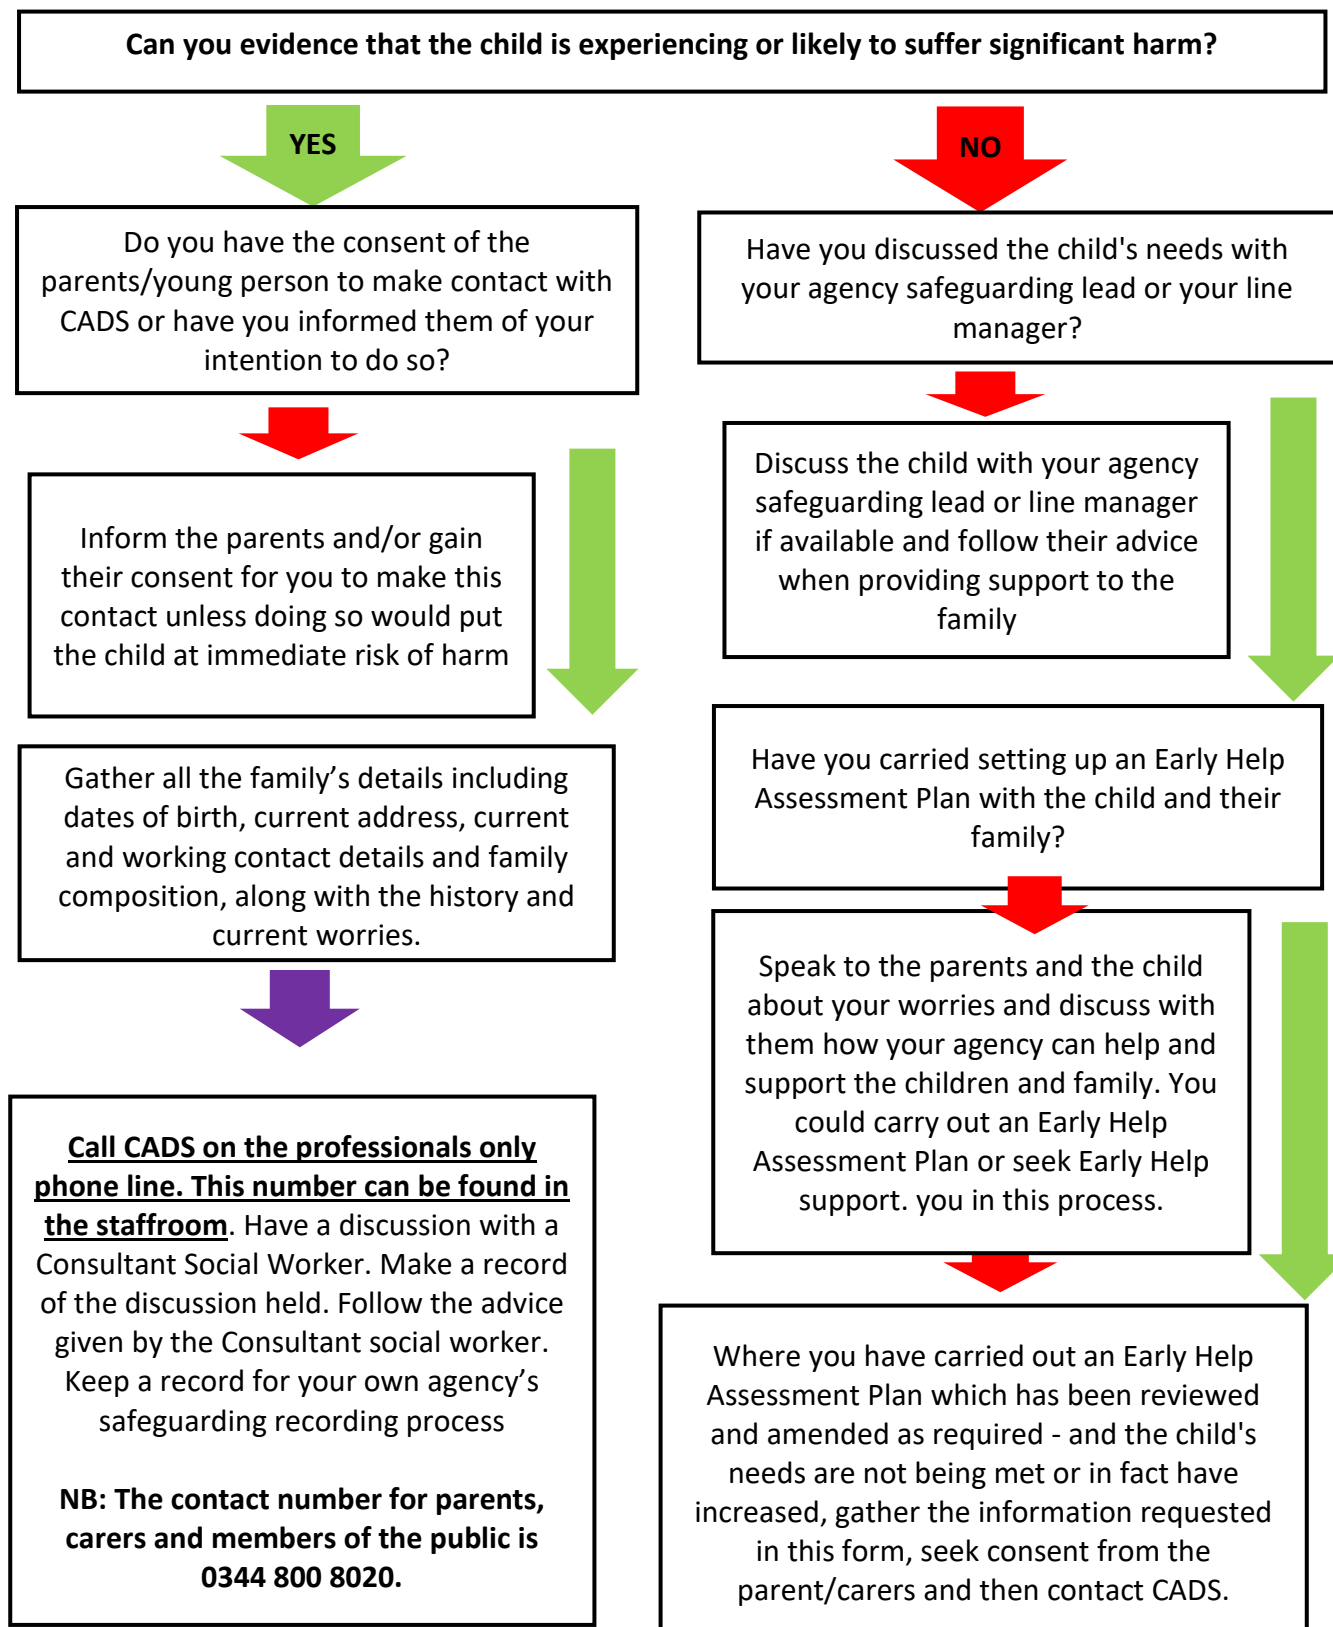 Can you evidence that the child is experiencing or likely to suffer significant harm?
YES
NO
Do you have the consent of the
parents/young person to make contact with
CADS or have you informed them of your
intention to do so?
Have you discussed the child's needs with
your agency safeguarding lead or your line
manager?
Inform the parents and/or gain
their consent for you to make this
contact unless doing so would put
the child at immediate risk of harm
Discuss the child with your agency
safeguarding lead or line manager
if available and follow their advice
when providing support to the
family
Gather all the family’s details including
dates of birth, current address, current
and working contact details and family
composition, along with the history and
current worries.
Have you carried setting up an Early Help
Assessment Plan with the child and their
family?
Speak to the parents and the child
about your worries and discuss with
them how your agency can help and
support the children and family. You
could carry out an Early Help
Assessment Plan or seek Early Help
support. you in this process.
Call CADS on the professionals only
phone line. This number can be found in
the staffroom. Have a discussion with a
Consultant Social Worker. Make a record
of the discussion held. Follow the advice
given by the Consultant social worker.
Keep a record for your own agency’s
safeguarding recording process
NB: The contact number for parents,
carers and members of the public is
0344 800 8020.
Where you have carried out an Early Help
Assessment Plan which has been reviewed
and amended as required - and the child's
needs are not being met or in fact have
increased, gather the information requested
in this form, seek consent from the
parent/carers and then contact CADS.